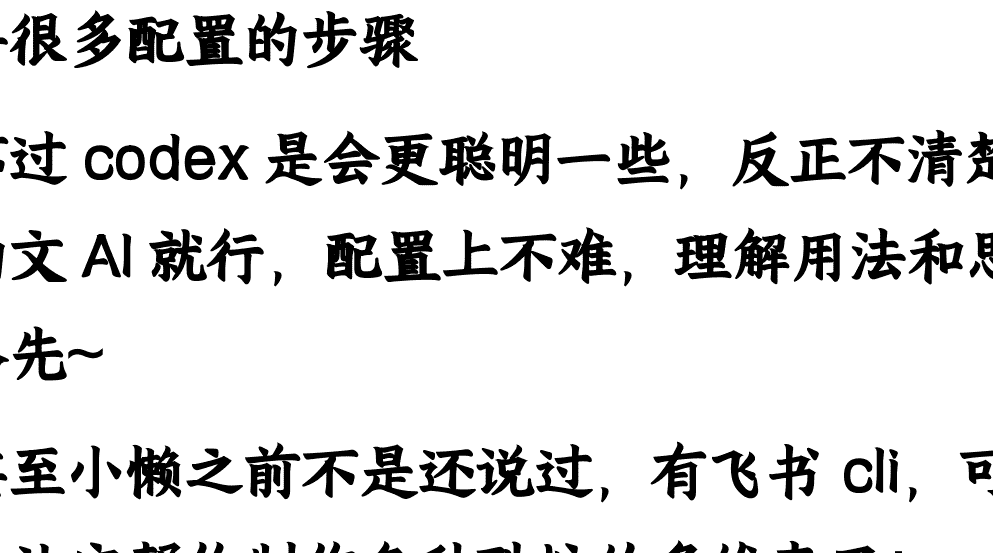 很多配置的步骤
过 codex 是会更聪明一些，反正不清楚
文 AI 就行，配置上不难，理解用法和思
先~
至小懒之前不是还说过，有飞书 cli，可